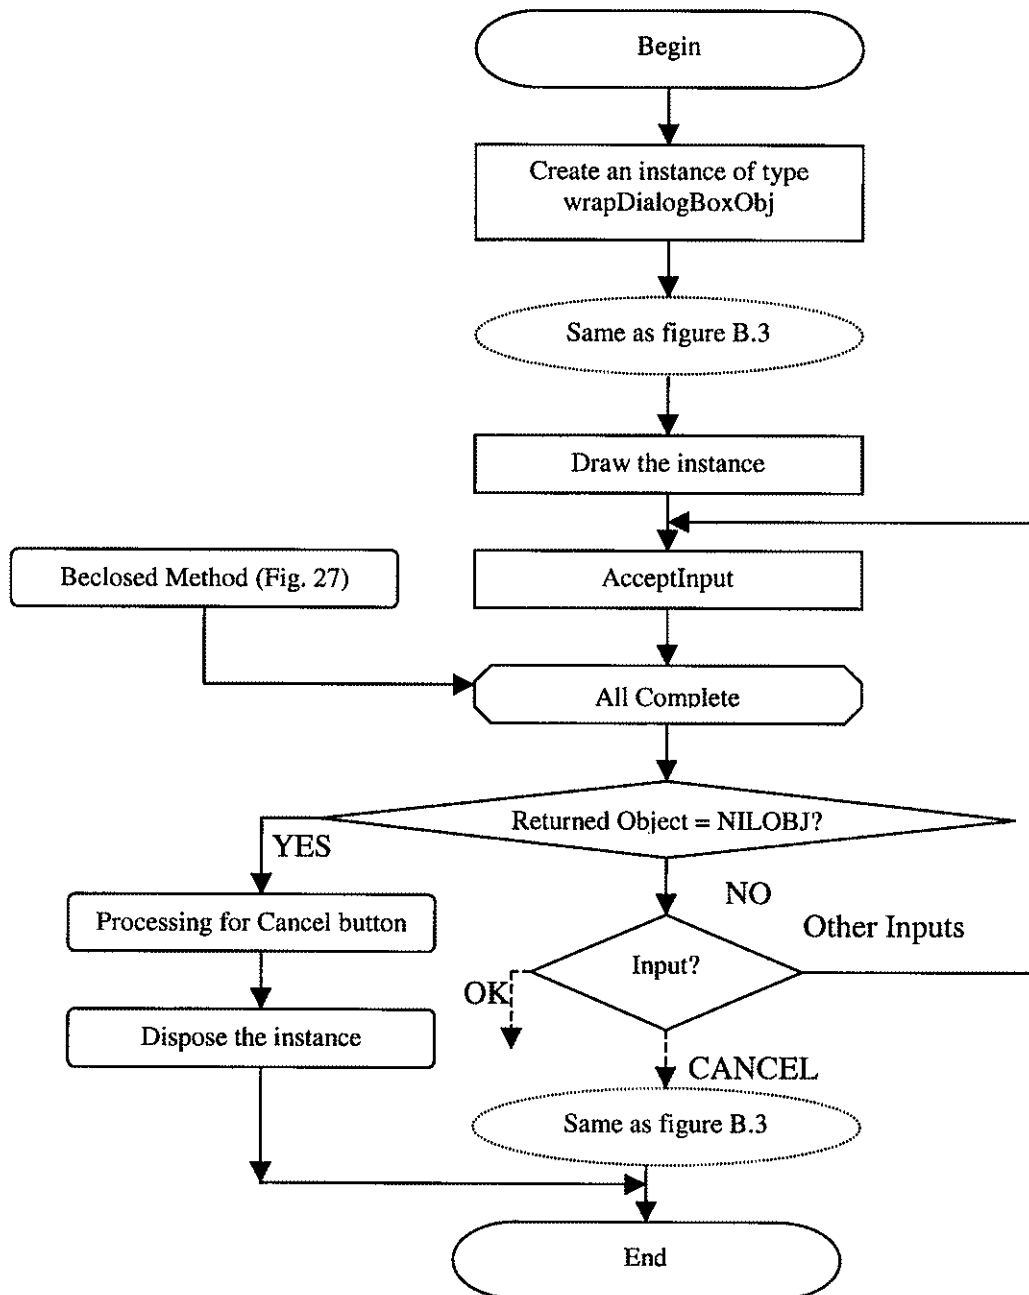 Begin
Create an instance of type
wrapDialogBoxObj
Same as figure B.3
Draw the instance
Beclosed Method (Fig. 27)
AcceptInput
All Complete
Returned Object = NILOBJ?
YES
NO
Processing for Cancel button
Other Inputs
Input?
OK
Dispose the instance
CANCEL
Same as figure B.3
End